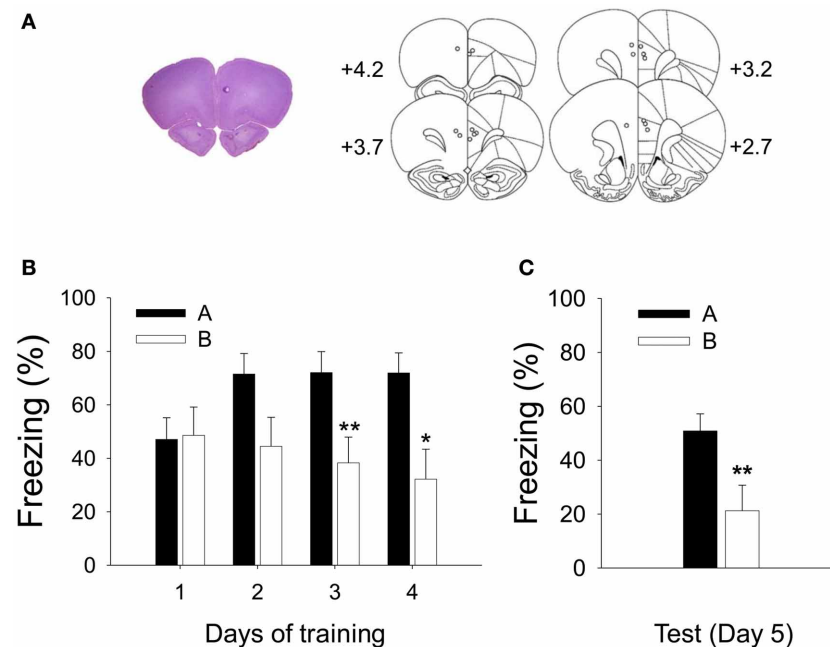 A
+4.2
+3.2
+3.7
+2.7
B
C
100
80
60
40
20
0
Freezing (%)
A
B
**
*
1 2 3 4
Days of training
100
80
60
40
20
0
Freezing (%)
A
B
**
Test (Day 5)